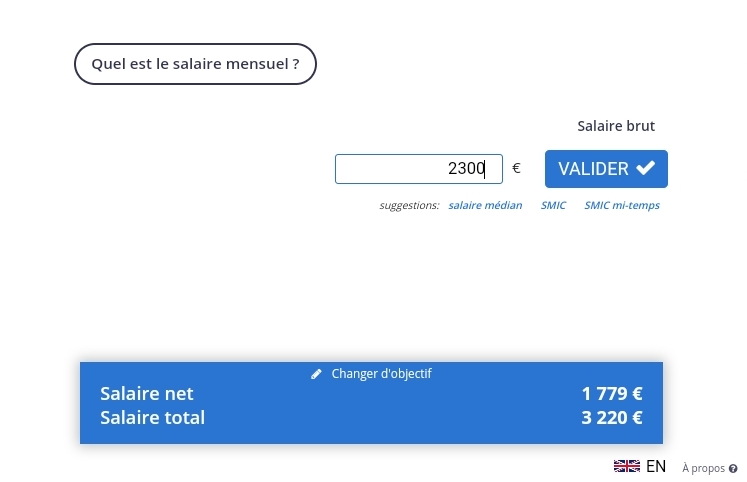 Quel est le salaire mensuel ?
Salaire brut
2300 € VALIDER
suggestions: salaire médian SMIC SMIC mi-temps
Changer d'objectif
Salaire net 1 779 €
Salaire total 3 220 €
EN À propos